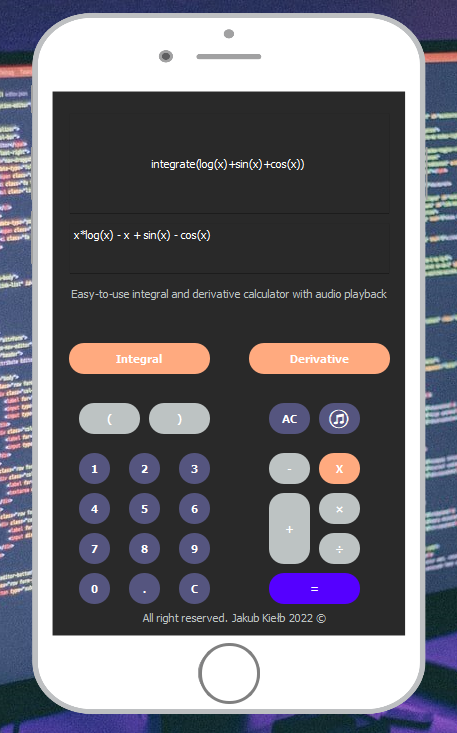 integrate(log(x)+sin(x)+cos(x))
x*log(x) - x + sin(x) - cos(x)
Easy-to-use integral and derivative calculator with audio playback
Integral Derivative
( ) AC
1 2 3 - X
4 5 6 + ×
7 8 9 ÷
0 . C =
All right reserved. Jakub Kiełb 2022 ©